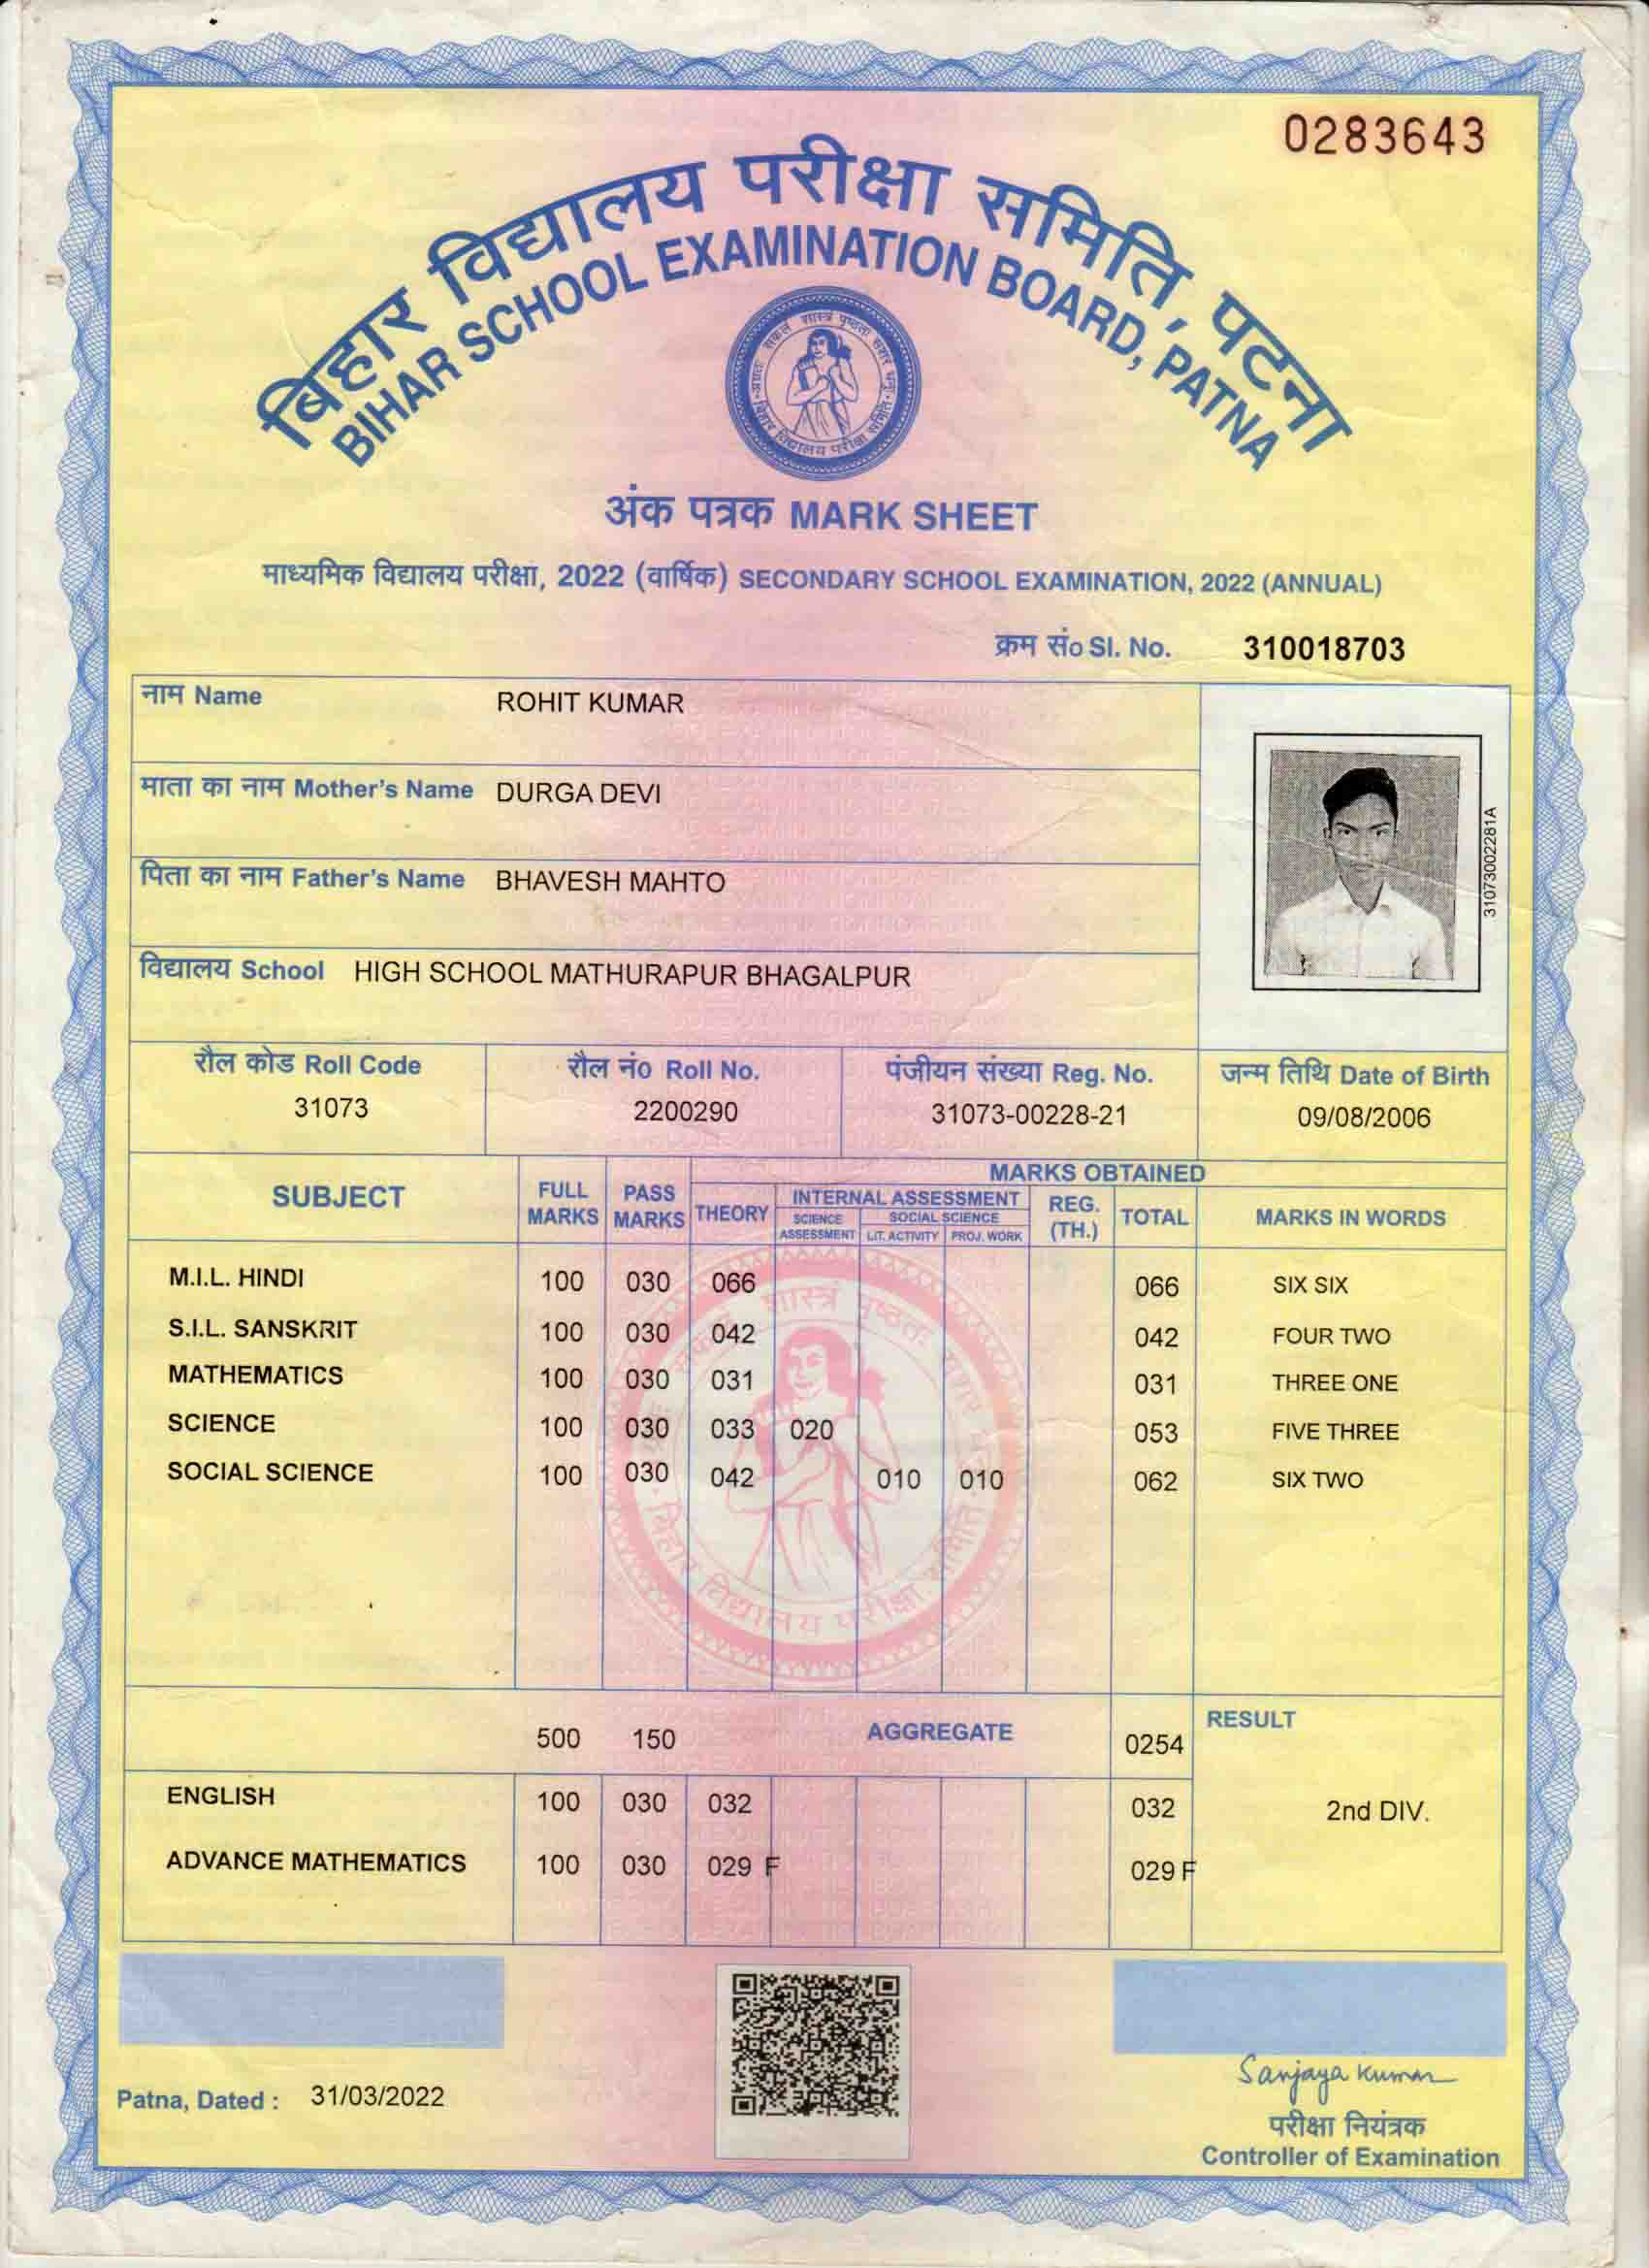 0283643
बिहार विद्यालय परीक्षा समिति, पटना
BIHAR SCHOOL EXAMINATION BOARD, PATNA
अंक पत्रक MARK SHEET
माध्यमिक विद्यालय परीक्षा, 2022 (वार्षिक) SECONDARY SCHOOL EXAMINATION, 2022 (ANNUAL)
क्रम सं० Sl. No. 310018703
नाम Name ROHIT KUMAR
माता का नाम Mother's Name DURGA DEVI
पिता का नाम Father's Name BHAVESH MAHTO
विद्यालय School HIGH SCHOOL MATHURAPUR BHAGALPUR
31073002281A
रौल कोड Roll Code रौल नं० Roll No. पंजीयन संख्या Reg. No. जन्म तिथि Date of Birth
31073 2200290 31073-00228-21 09/08/2006
SUBJECT FULL MARKS PASS MARKS MARKS OBTAINED
THEORY INTERNAL ASSESSMENT REG. (TH.) TOTAL MARKS IN WORDS
SCIENCE ASSESSMENT SOCIAL SCIENCE
LIT. ACTIVITY PROJ. WORK
M.I.L. HINDI 100 030 066 066 SIX SIX
S.I.L. SANSKRIT 100 030 042 042 FOUR TWO
MATHEMATICS 100 030 031 031 THREE ONE
SCIENCE 100 030 033 020 053 FIVE THREE
SOCIAL SCIENCE 100 030 042 010 010 062 SIX TWO
500 150 AGGREGATE 0254 RESULT
ENGLISH 100 030 032 032 2nd DIV.
ADVANCE MATHEMATICS 100 030 029 F 029 F
Patna, Dated : 31/03/2022
Sanjaya Kumar
परीक्षा नियंत्रक
Controller of Examination